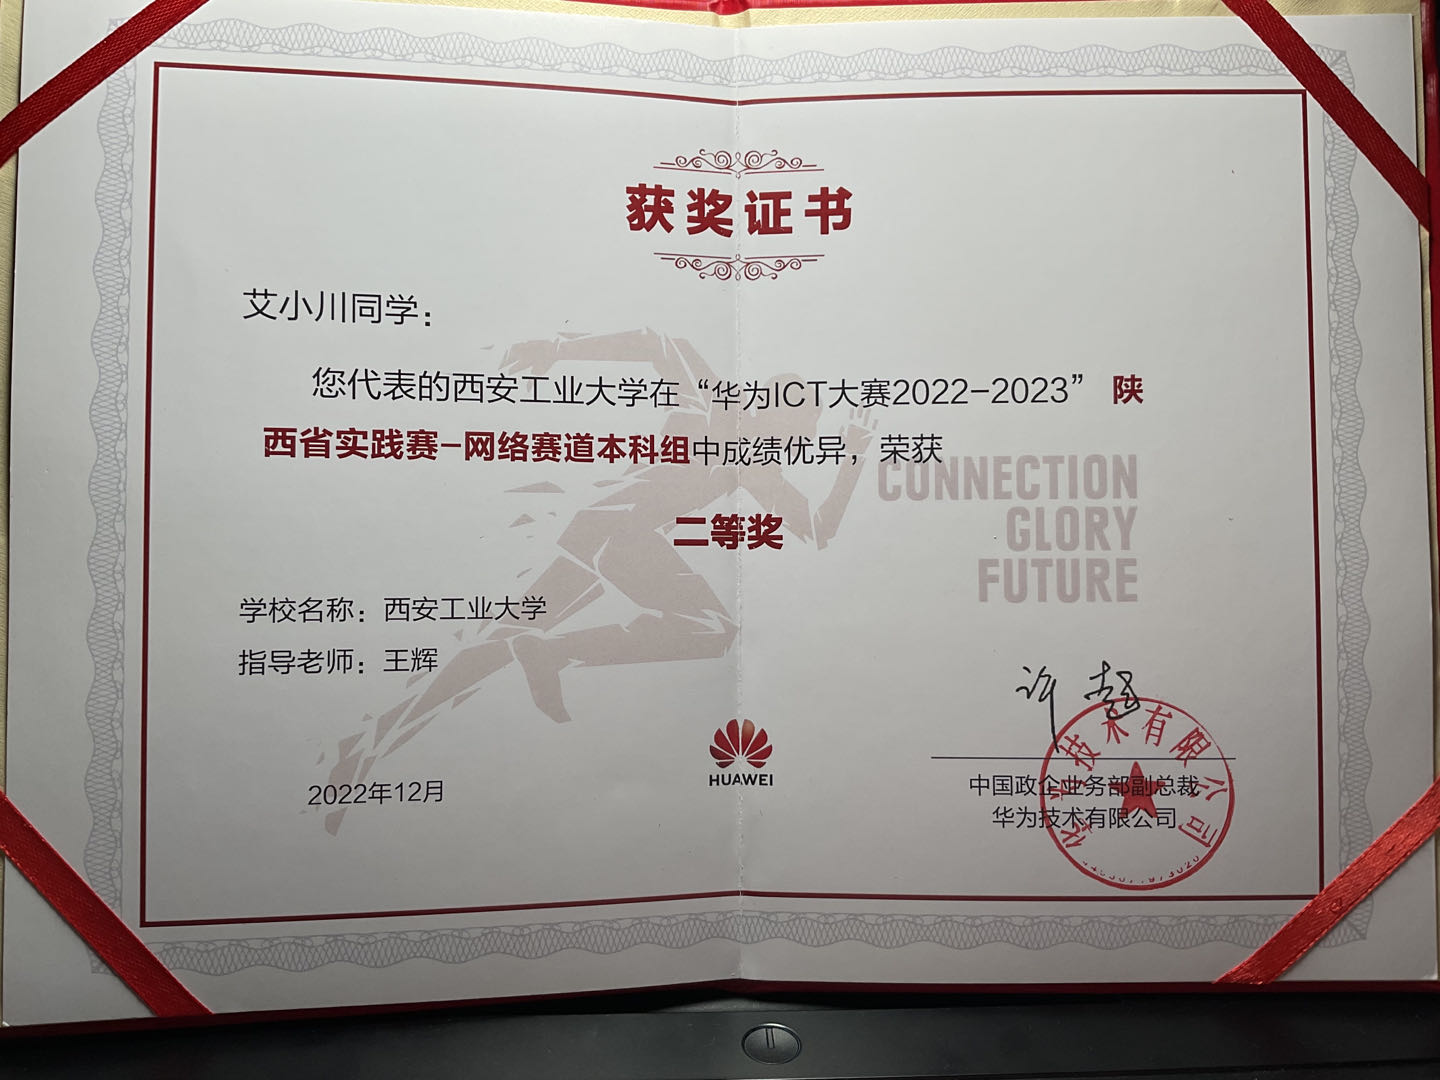 获奖证书
艾小川同学：
您代表的西安工业大学在“华为ICT大赛2022-2023” 陕
西省实践赛-网络赛道本科组中成绩优异，荣获
二等奖
CONNECTION
GLORY
FUTURE
学校名称：西安工业大学
指导老师：王辉
2022年12月
HUAWEI
中国政企业务部副总裁
华为技术有限公司
华为技术有限公司